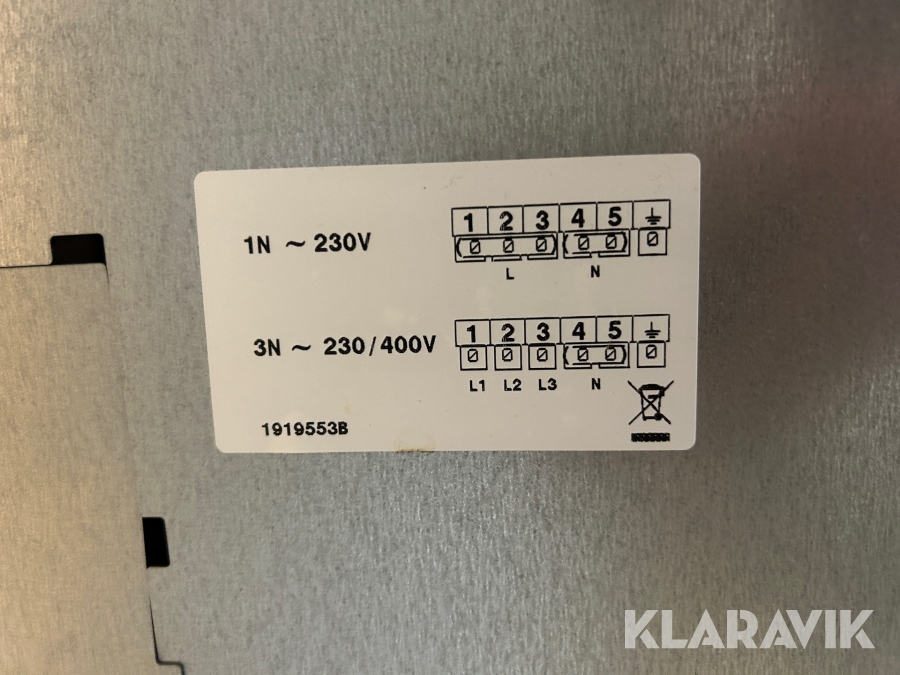 1N ~ 230V
1 2 3 4 5
L N
3N ~ 230/400V
1 2 3 4 5
L1 L2 L3 N
1919553B
KLARAVIK